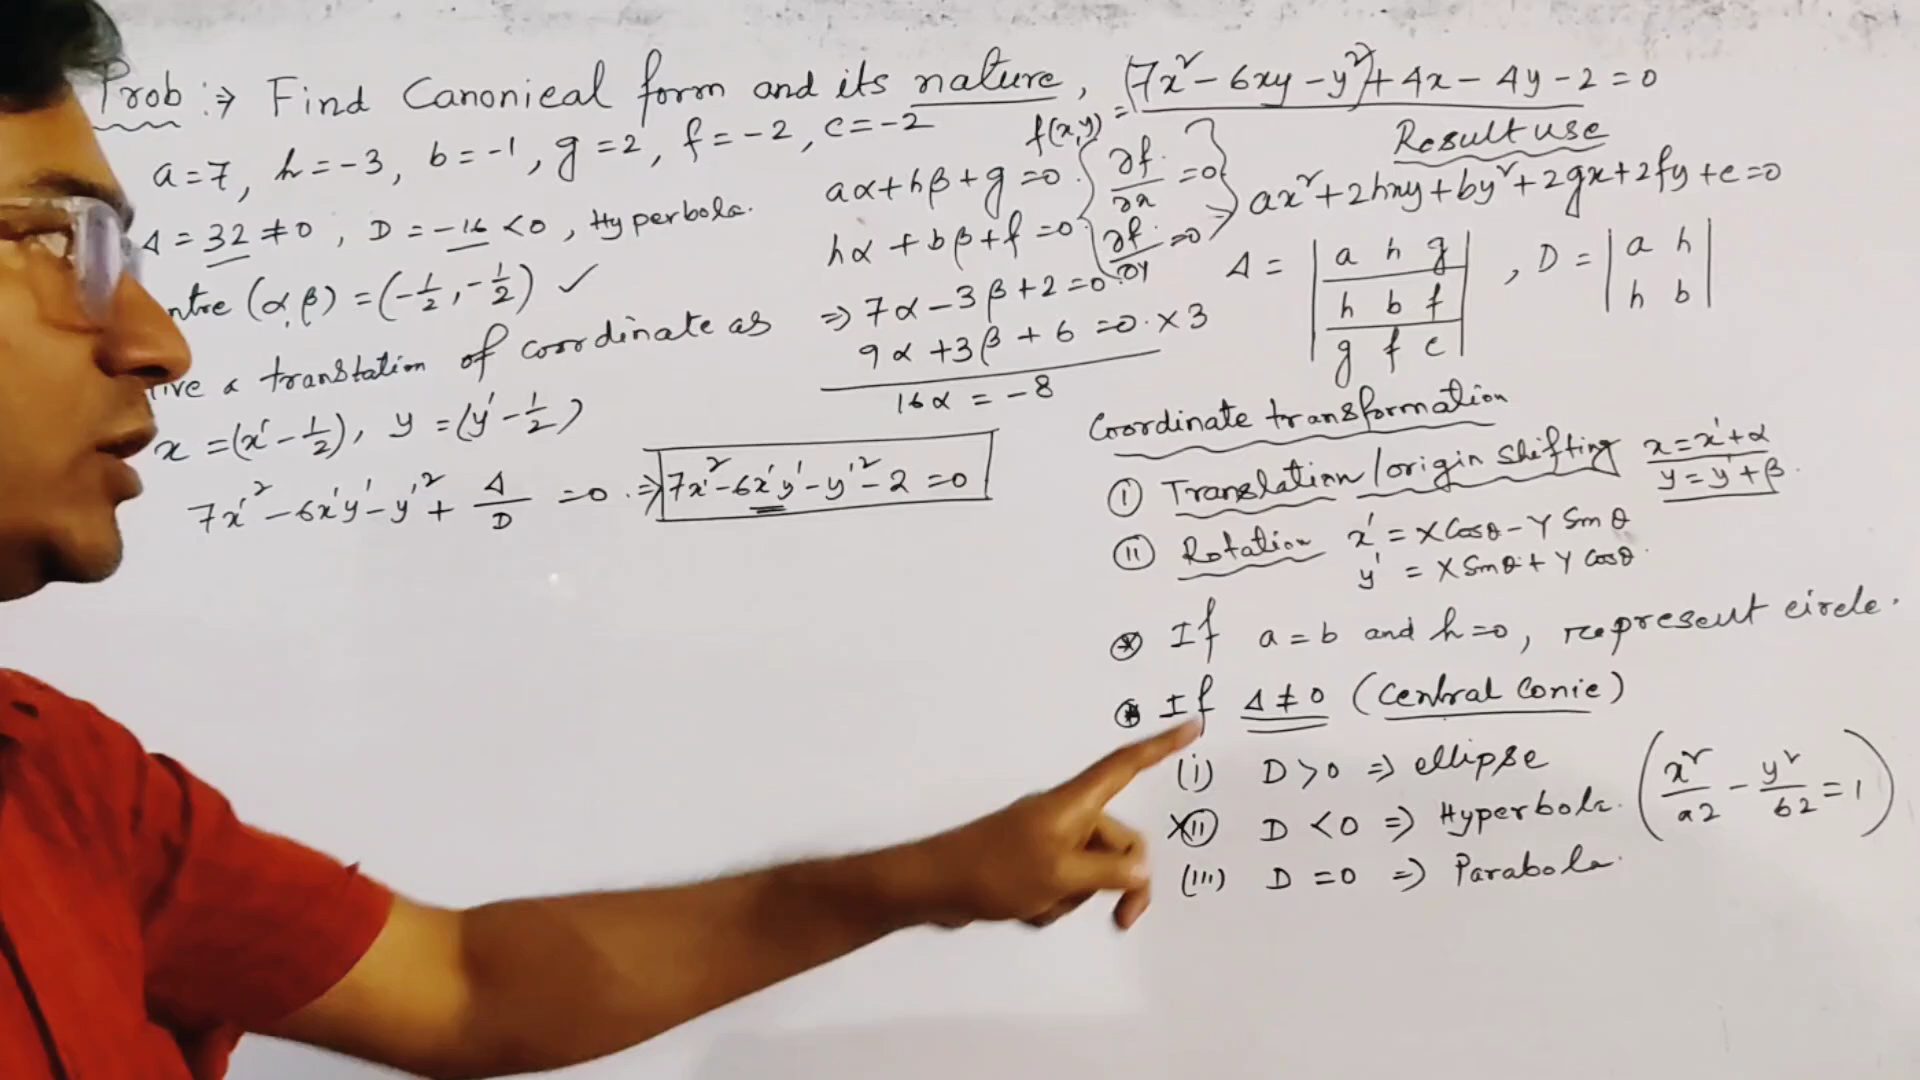 Prob :⇒ Find Canonical form and its nature, (7x² - 6xy - y²) + 4x - 4y - 2 = 0
a = 7, h = -3, b = -1, g = 2, f = -2, c = -2
f(x,y) =
Δ = 32 ≠ 0, D = -16 < 0, Hyperbola.
(α, β) = (-1/2, -1/2) ✓
a translation of coordinate as
x = (x' - 1/2), y = (y' - 1/2)
7x'² - 6x'y' - y'² + Δ/D = 0 ⇒ 7x'² - 6x'y' - y'² - 2 = 0
aα + hβ + g = 0 { ∂f/∂x = 0
hα + bβ + f = 0 { ∂f/∂y = 0 } ⇒
⇒ 7α - 3β + 2 = 0
9α + 3β + 6 = 0 × 3
16α = -8
Result use
ax² + 2hxy + by² + 2gx + 2fy + c = 0
Δ = | a h g |
| h b f |
| g f c |
, D = | a h |
| h b |
Coordinate transformation
(I) Translation / origin shifting x = x' + α
y = y' + β
(II) Rotation x' = X Cosθ - Y Sinθ
y' = X Sinθ + Y Cosθ
* If a = b and h = 0, represent circle.
* If Δ ≠ 0 (Central Conic)
(i) D > 0 ⇒ ellipse
(ii) D < 0 ⇒ Hyperbola. (x²/a2 - y²/b2 = 1)
(iii) D = 0 ⇒ Parabola.